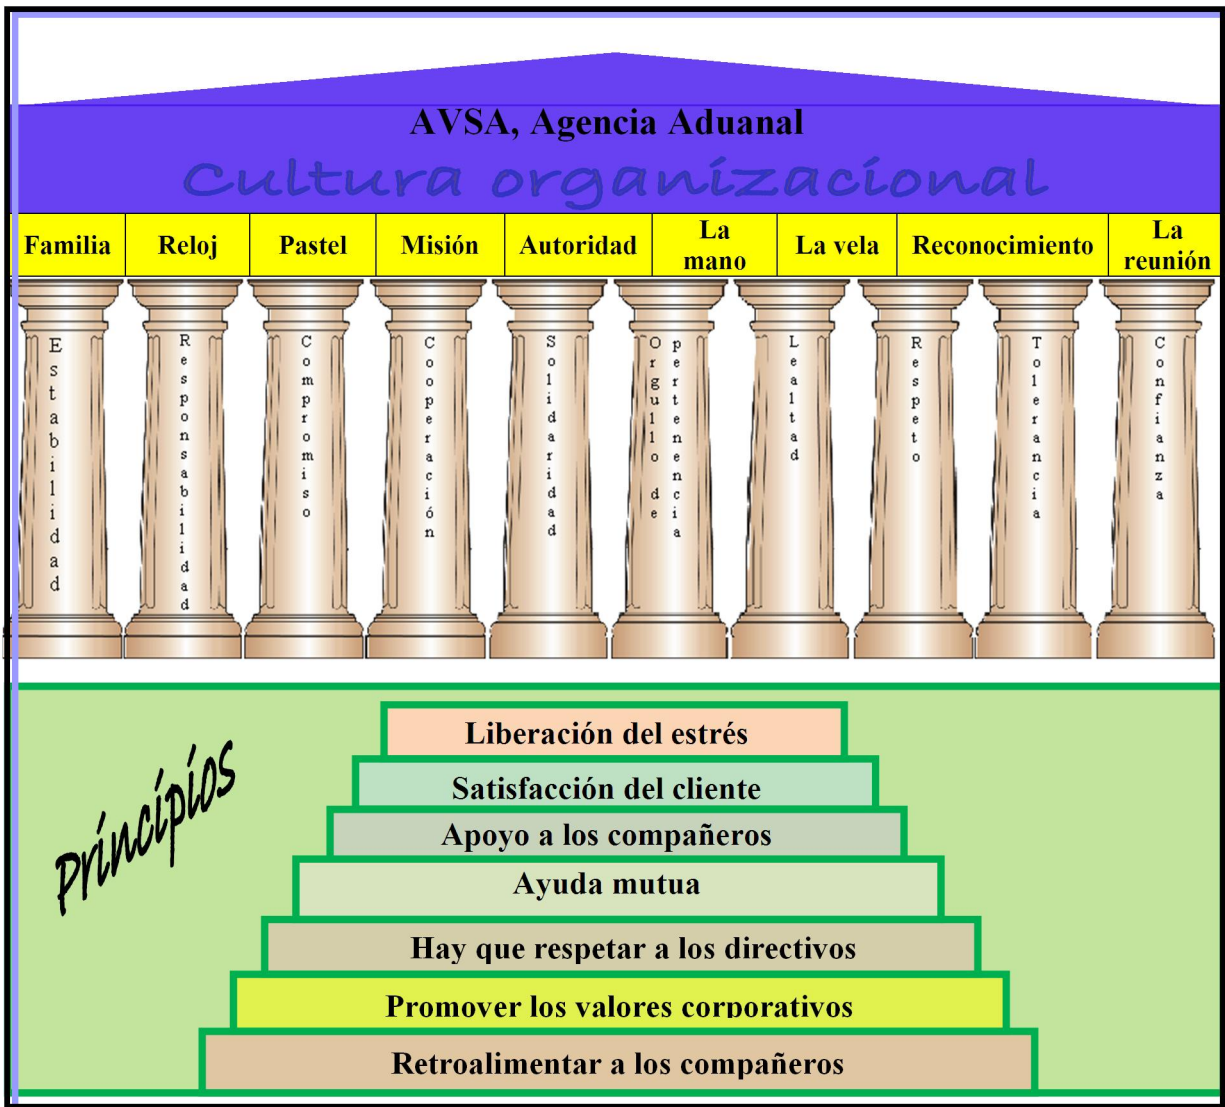 AVSA, Agencia Aduanal
Cultura organizacional
Familia
Reloj
Pastel
Misión
Autoridad
La
mano
La vela
Reconocimiento
La
reunión
Estabilidad
Responsabilidad
Compromiso
Cooperación
Solidaridad
Orgullo de
pertenencia
Lealtad
Respeto
Tolerancia
Confianza
Principios
Liberación del estrés
Satisfacción del cliente
Apoyo a los compañeros
Ayuda mutua
Hay que respetar a los directivos
Promover los valores corporativos
Retroalimentar a los compañeros